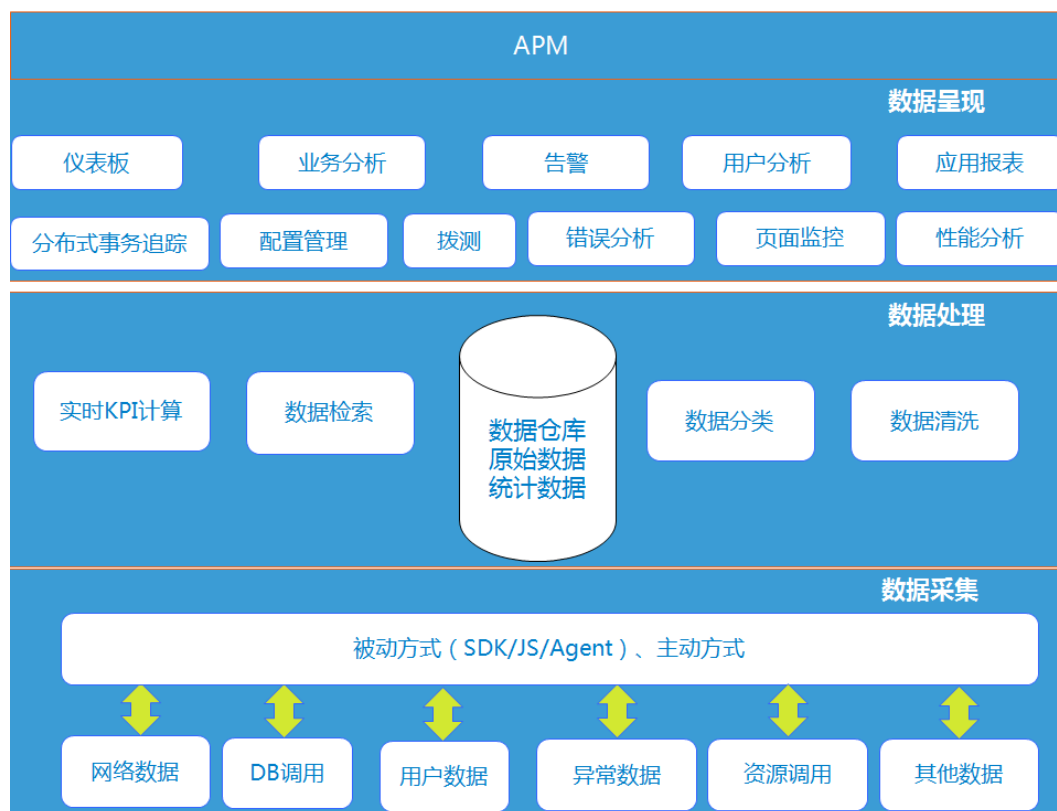 APM
数据呈现
仪表板
业务分析
告警
用户分析
应用报表
分布式事务追踪
配置管理
拨测
错误分析
页面监控
性能分析
数据处理
实时KPI计算
数据检索
数据仓库
原始数据
统计数据
数据分类
数据清洗
数据采集
被动方式（SDK/JS/Agent）、主动方式
网络数据
DB调用
用户数据
异常数据
资源调用
其他数据